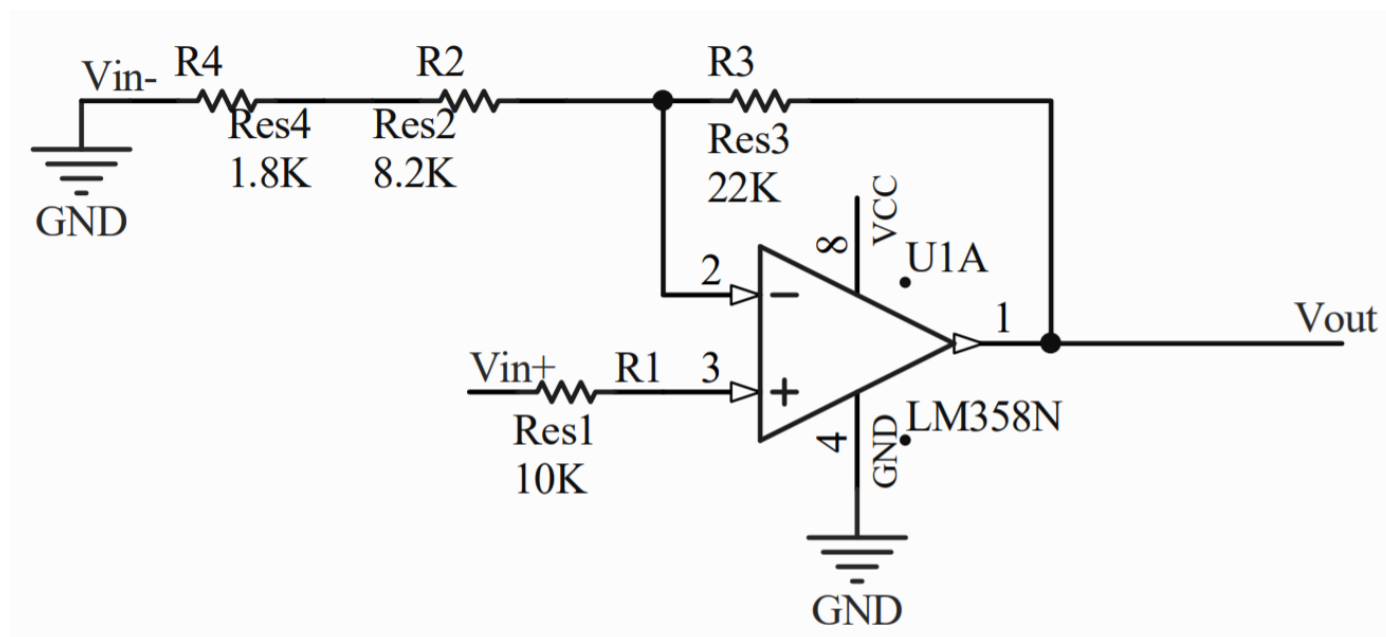 Vin-
R4
R2
R3
Res4
1.8K
Res2
8.2K
Res3
22K
GND
VCC
8
U1A
2
−
1
Vout
Vin+
R1
3
+
Res1
10K
4
GND
LM358N
GND